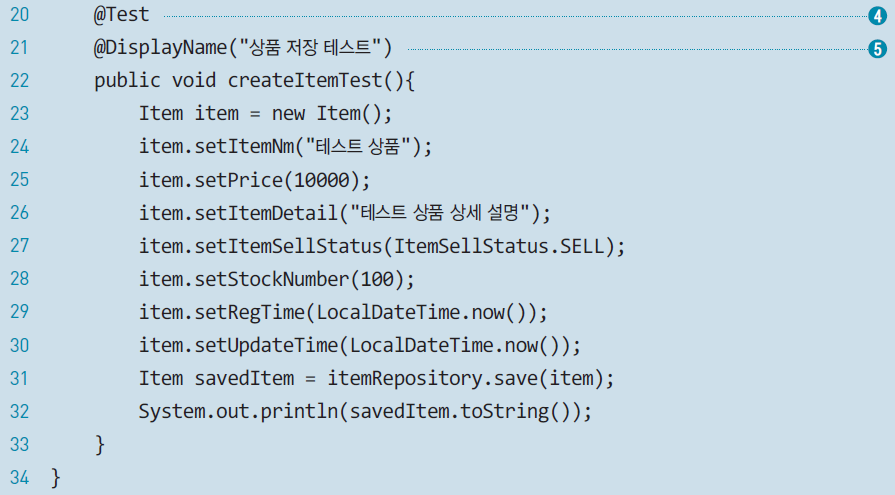 20 @Test ④
21 @DisplayName("상품 저장 테스트") ⑤
22 public void createItemTest(){
23 Item item = new Item();
24 item.setItemNm("테스트 상품");
25 item.setPrice(10000);
26 item.setItemDetail("테스트 상품 상세 설명");
27 item.setItemSellStatus(ItemSellStatus.SELL);
28 item.setStockNumber(100);
29 item.setRegTime(LocalDateTime.now());
30 item.setUpdateTime(LocalDateTime.now());
31 Item savedItem = itemRepository.save(item);
32 System.out.println(savedItem.toString());
33 }
34 }